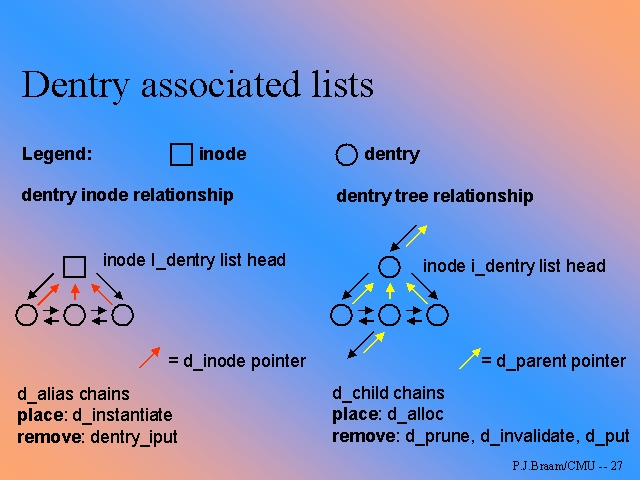 Dentry associated lists
Legend: inode dentry
dentry inode relationship
dentry tree relationship
inode I_dentry list head
inode i_dentry list head
= d_inode pointer
= d_parent pointer
d_alias chains
place: d_instantiate
remove: dentry_iput
d_child chains
place: d_alloc
remove: d_prune, d_invalidate, d_put
P.J.Braam/CMU -- 27